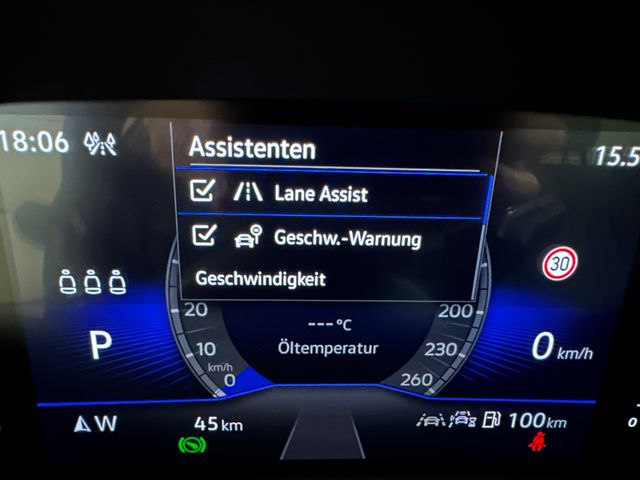 18:06
Assistenten
15.5
Lane Assist
Geschw.-Warnung
Geschwindigkeit
30
20
200
--- °C
P
10
Öltemperatur
230
0 km/h
km/h
0
260
W
45 km
100 km
0